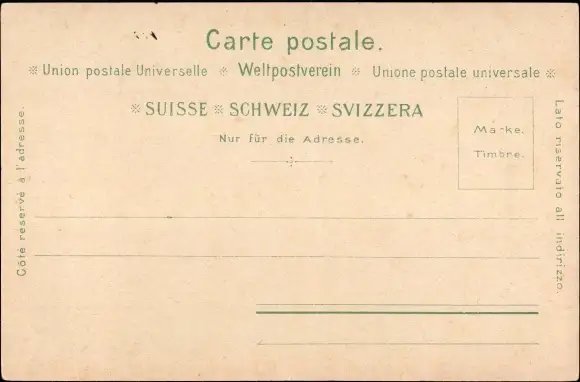 Carte postale.
※ Union postale Universelle ※ Weltpostverein ※ Unione postale universale ※
※ SUISSE ※ SCHWEIZ ※ SVIZZERA
Nur für die Adresse.
Marke.
Timbre.
Côté réservé à l'adresse.
Lato riservato all indirizzo.